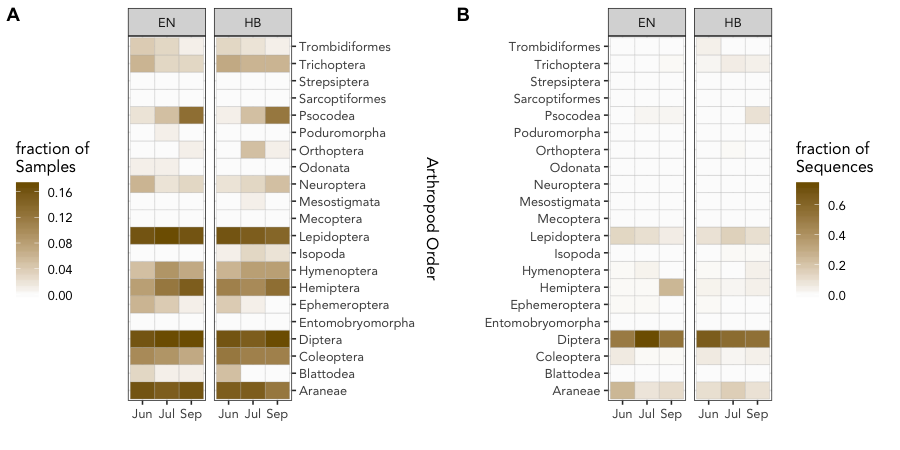 A
EN
HB
Trombidiformes
Trichoptera
Strepsiptera
Sarcoptiformes
Psocodea
Poduromorpha
Orthoptera
Odonata
Neuroptera
Mesostigmata
Mecoptera
Lepidoptera
Isopoda
Hymenoptera
Hemiptera
Ephemeroptera
Entomobryomorpha
Diptera
Coleoptera
Blattodea
Araneae
Jun Jul Sep
Jun Jul Sep
fraction of
Samples
0.16
0.12
0.08
0.04
0.00
Arthropod Order
B
EN
HB
Trombidiformes
Trichoptera
Strepsiptera
Sarcoptiformes
Psocodea
Poduromorpha
Orthoptera
Odonata
Neuroptera
Mesostigmata
Mecoptera
Lepidoptera
Isopoda
Hymenoptera
Hemiptera
Ephemeroptera
Entomobryomorpha
Diptera
Coleoptera
Blattodea
Araneae
Jun Jul Sep
Jun Jul Sep
fraction of
Sequences
0.6
0.4
0.2
0.0